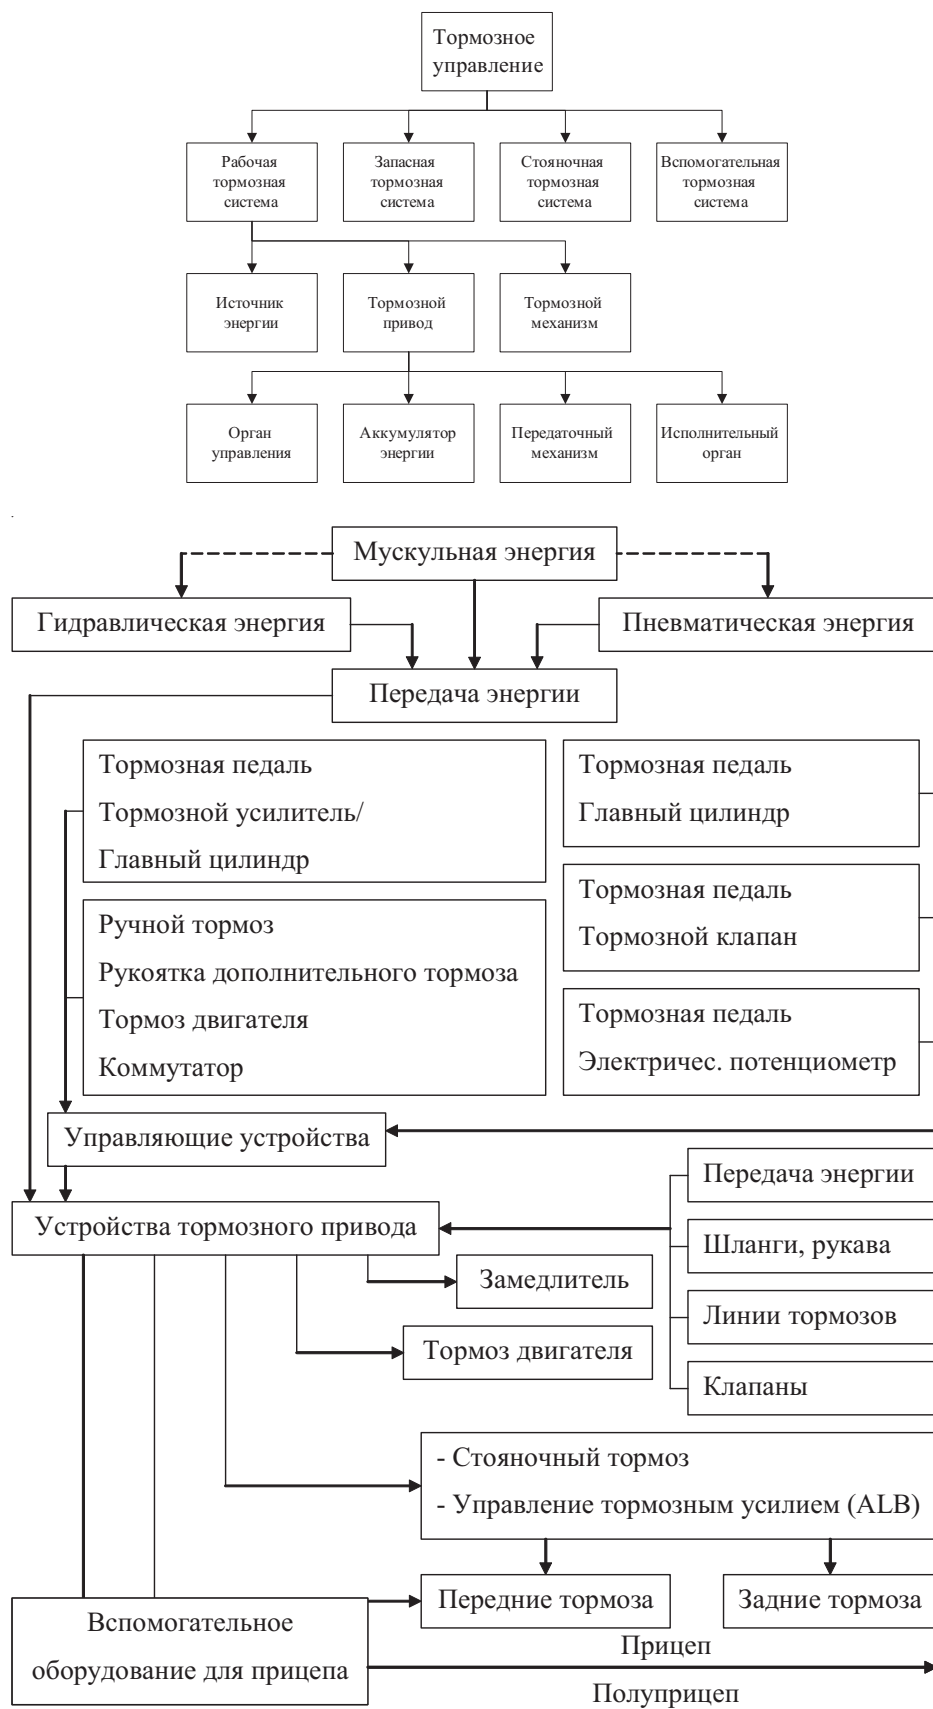 Тормозное
управление
Рабочая
тормозная
система
Запасная
тормозная
система
Стояночная
тормозная
система
Вспомогательная
тормозная
система
Источник
энергии
Тормозной
привод
Тормозной
механизм
Орган
управления
Аккумулятор
энергии
Передаточный
механизм
Исполнительный
орган
Мускульная энергия
Гидравлическая энергия
Пневматическая энергия
Передача энергии
Тормозная педаль
Тормозной усилитель/
Главный цилиндр
Тормозная педаль
Главный цилиндр
Ручной тормоз
Рукоятка дополнительного тормоза
Тормоз двигателя
Коммутатор
Тормозная педаль
Тормозной клапан
Тормозная педаль
Электричес. потенциометр
Управляющие устройства
Передача энергии
Устройства тормозного привода
Шланги, рукава
Замедлитель
Линии тормозов
Тормоз двигателя
Клапаны
- Стояночный тормоз
- Управление тормозным усилием (ALB)
Передние тормоза
Задние тормоза
Вспомогательное
оборудование для прицепа
Прицеп
Полуприцеп